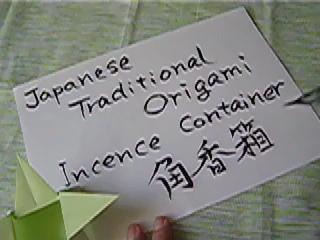 Japanese
Traditional
Origami
Incence Container
角香箱